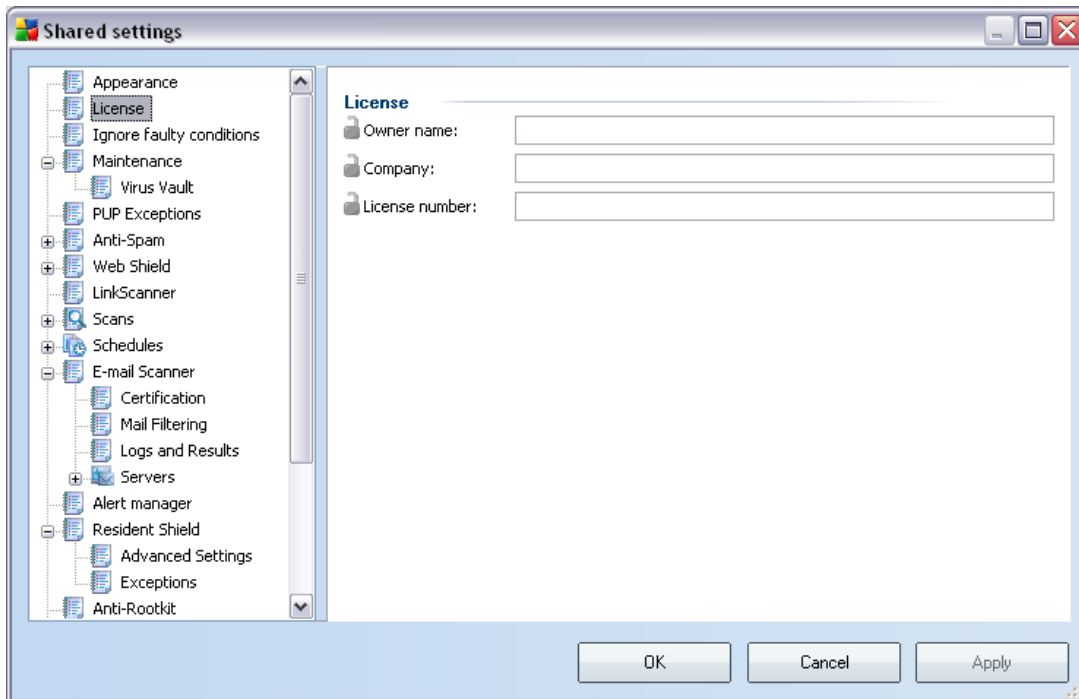 Shared settings
Appearance
License
Ignore faulty conditions
Maintenance
Virus Vault
PUP Exceptions
Anti-Spam
Web Shield
LinkScanner
Scans
Schedules
E-mail Scanner
Certification
Mail Filtering
Logs and Results
Servers
Alert manager
Resident Shield
Advanced Settings
Exceptions
Anti-Rootkit
License
Owner name:
Company:
License number:
OK
Cancel
Apply